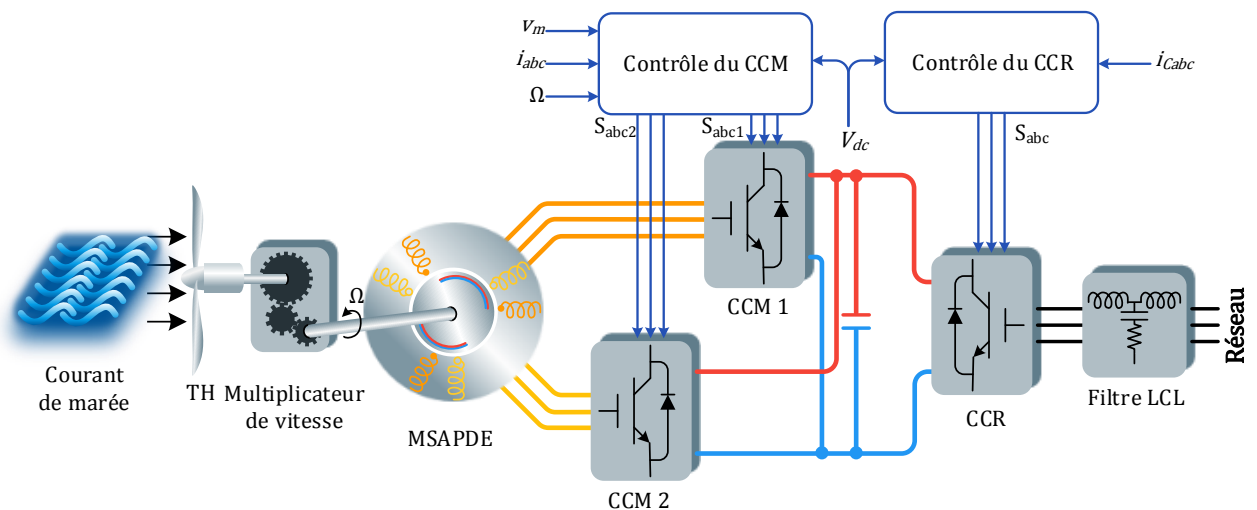 v_m
i_abc
Ω
Contrôle du CCM
Contrôle du CCR
i_Cabc
S_abc2
S_abc1
V_dc
S_abc
CCM 1
Ω
Réseau
Courant
de marée
TH
Multiplicateur
de vitesse
MSAPDE
CCM 2
CCR
Filtre LCL